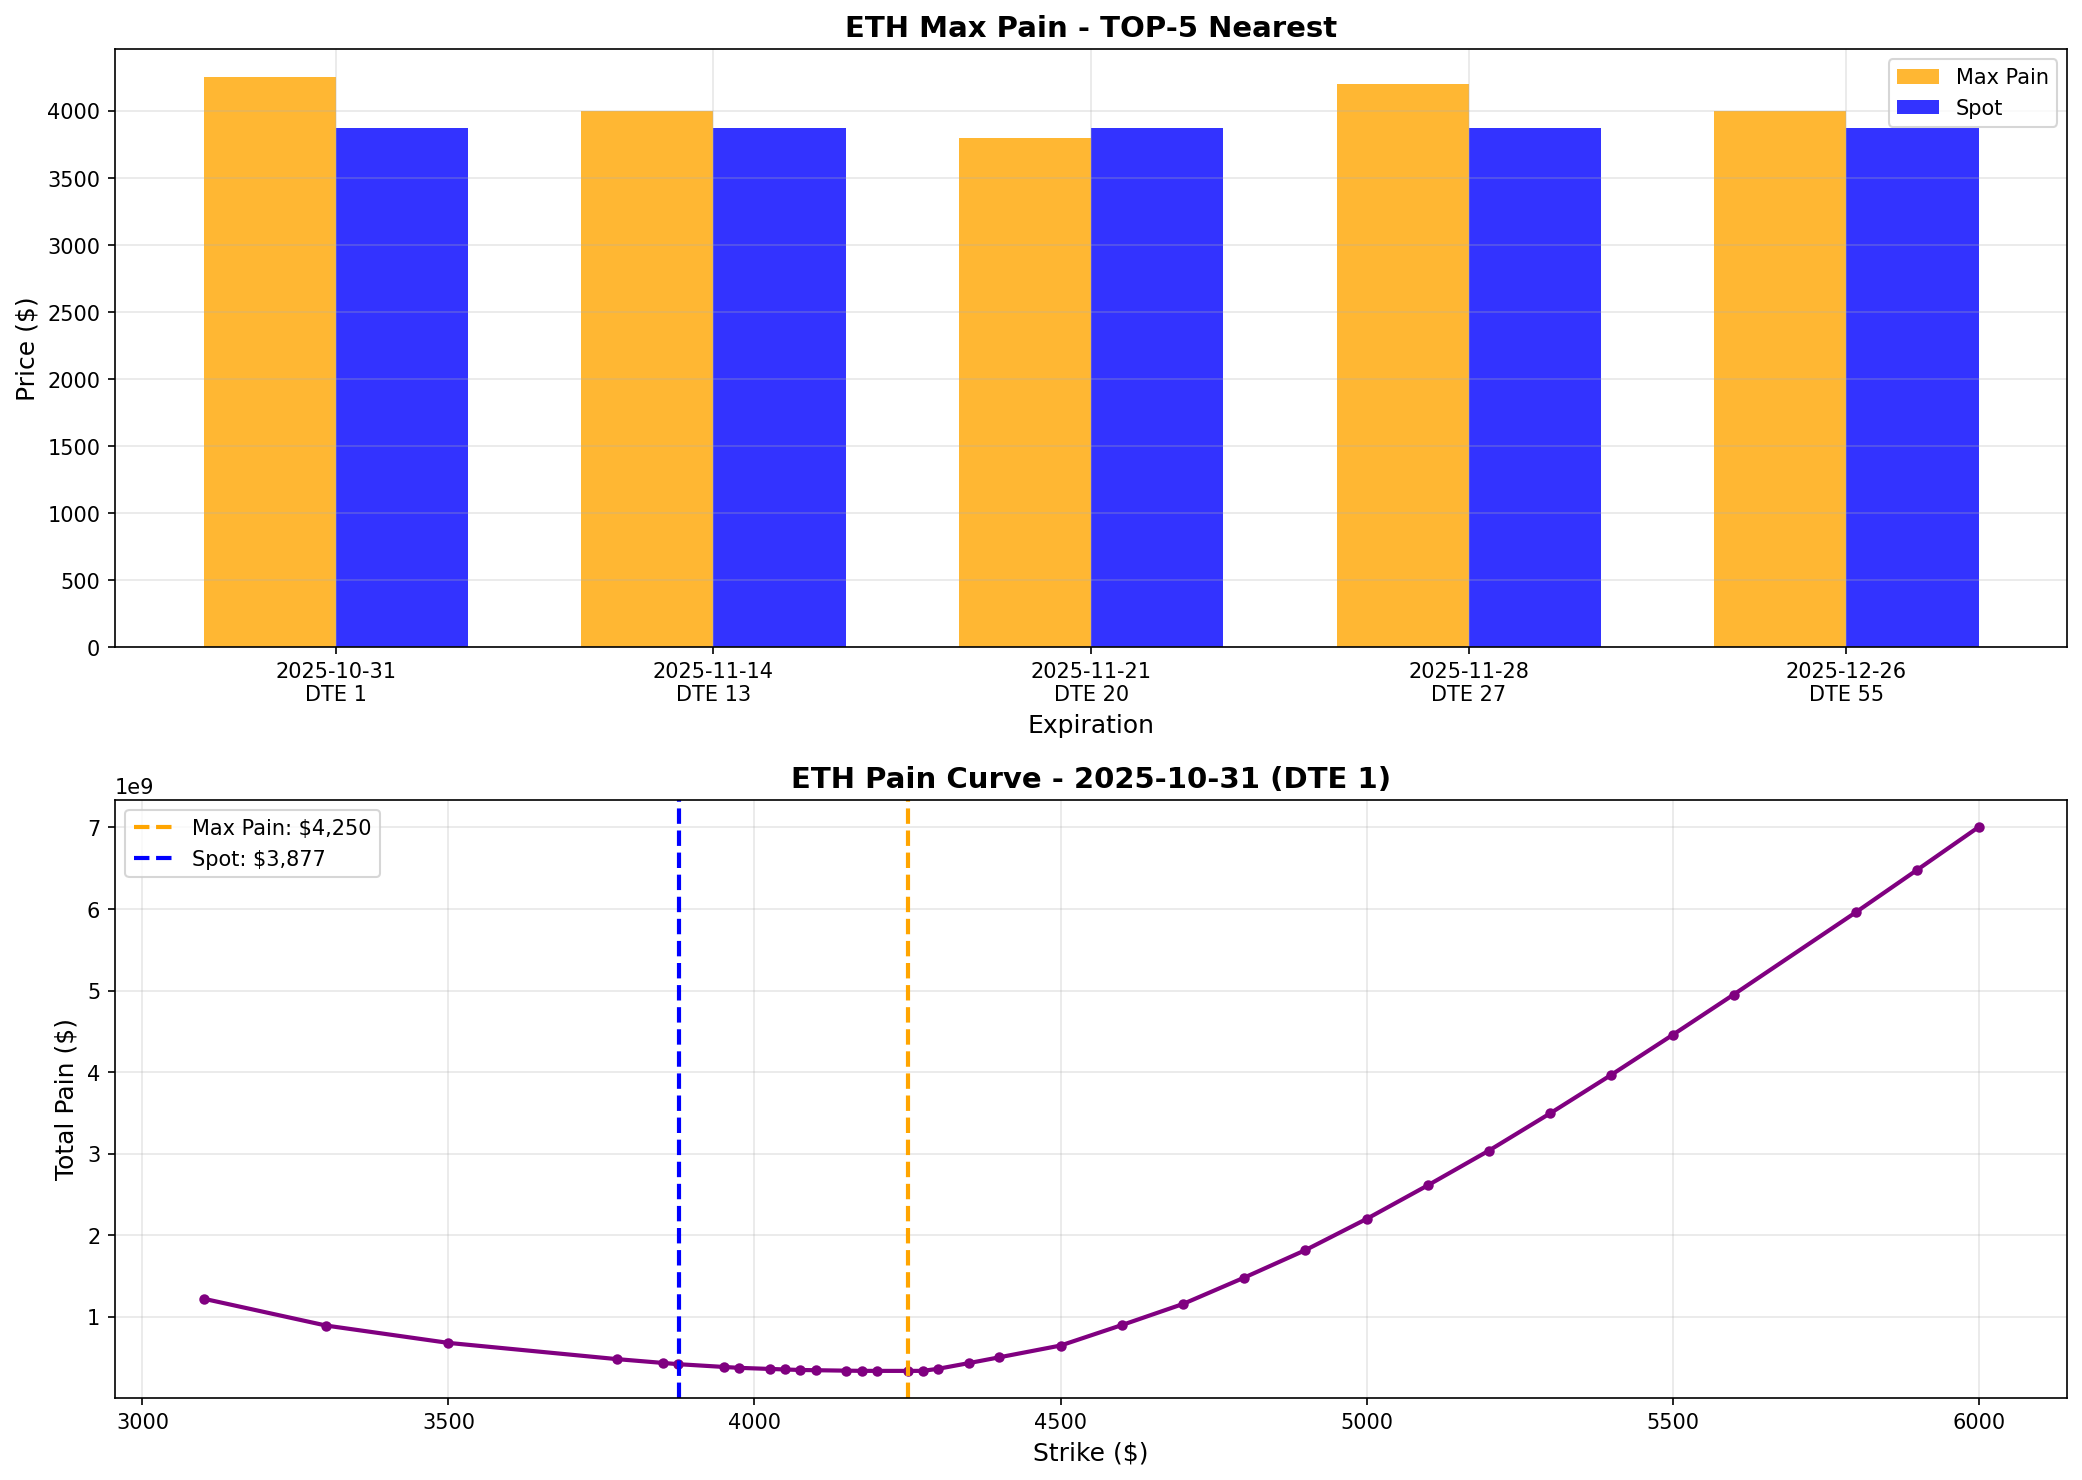 ETH Max Pain - TOP-5 Nearest
Max Pain
Spot
Price ($)
4000
3500
3000
2500
2000
1500
1000
500
0
2025-10-31
DTE 1
2025-11-14
DTE 13
2025-11-21
DTE 20
2025-11-28
DTE 27
2025-12-26
DTE 55
Expiration
ETH Pain Curve - 2025-10-31 (DTE 1)
1e9
Max Pain: $4,250
Spot: $3,877
Total Pain ($)
7
6
5
4
3
2
1
3000
3500
4000
4500
5000
5500
6000
Strike ($)